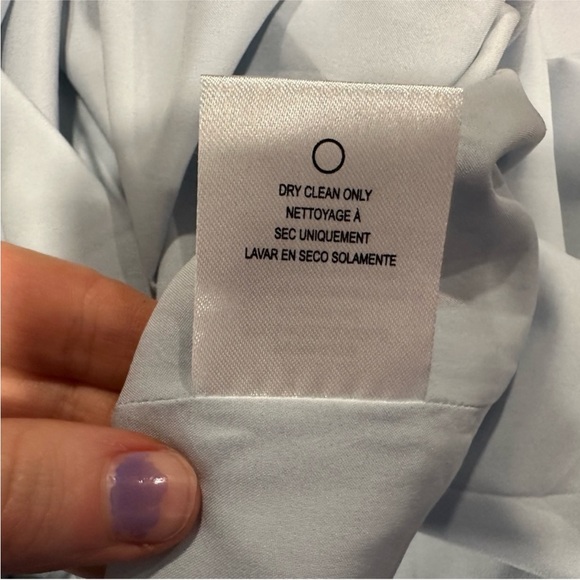 DRY CLEAN ONLY
NETTOYAGE À
SEC UNIQUEMENT
LAVAR EN SECO SOLAMENTE